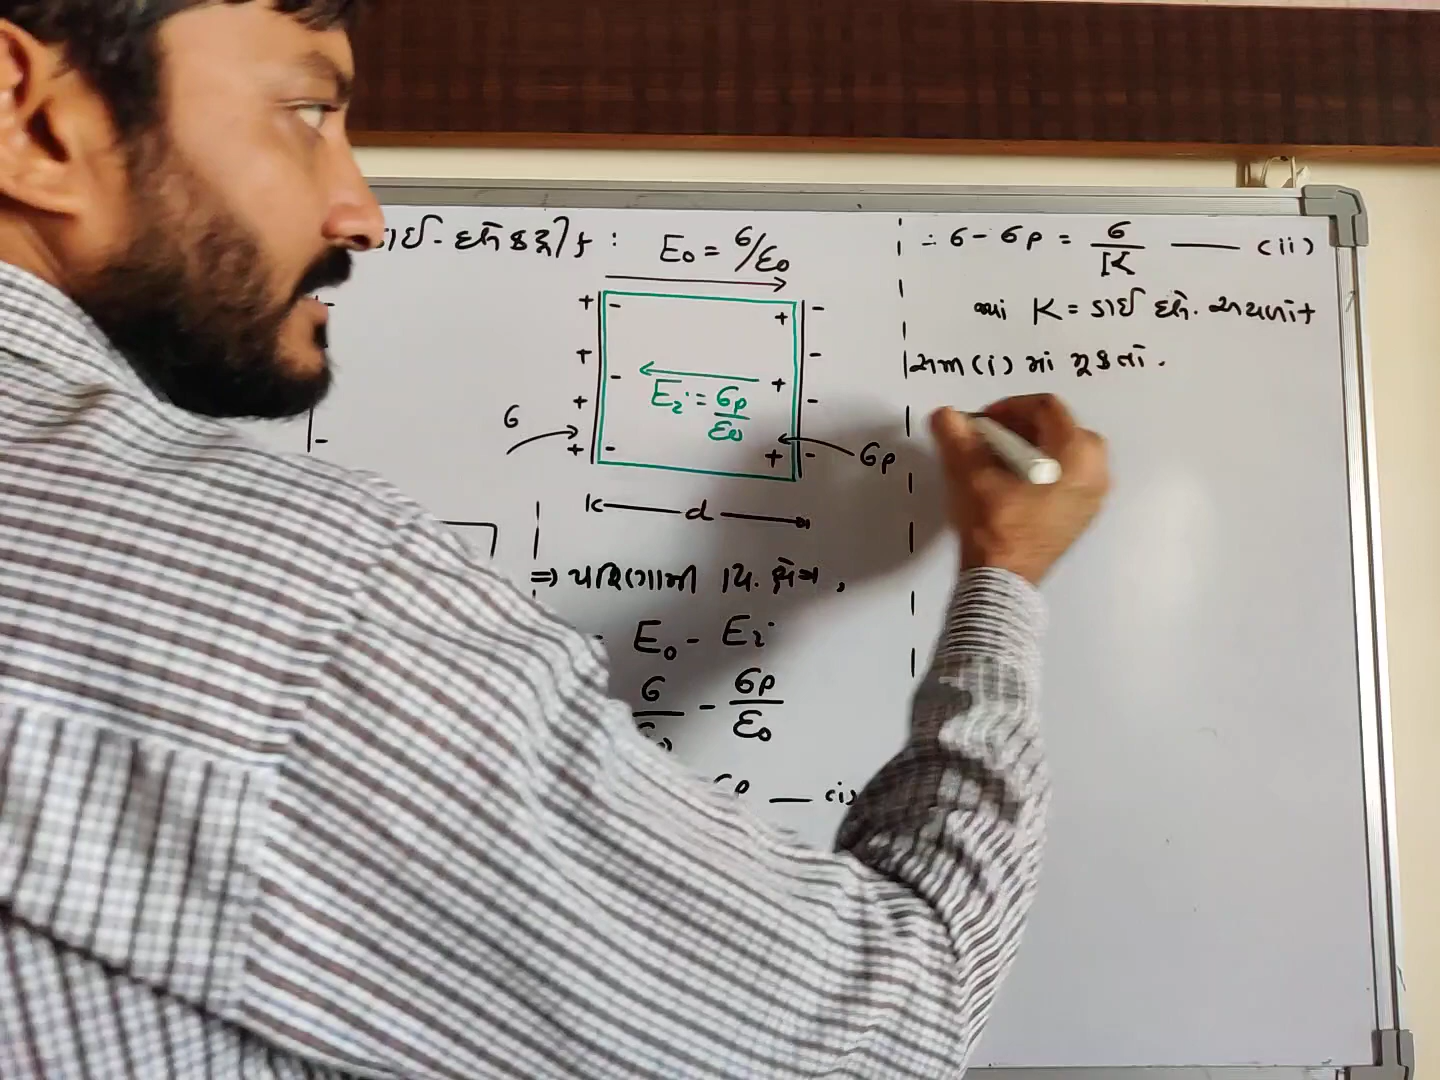 ડાઈ-ઇલેક્ટ્રીક : E₀ = σ/ε₀
+ - + -
+ -
- +
Eᵢ = σp/ε₀
+ -
σ
+ - + -
σp
d
⇒ પરિણામી વિ. ક્ષેત્ર,
= E₀ - Eᵢ
σ/ε₀ - σp/ε₀
σp — (i)
∴ σ - σp = σ/K —— (ii)
જ્યાં K = ડાઈ ઇલે. અચળાંક
સમી (i) માં મૂકતાં.